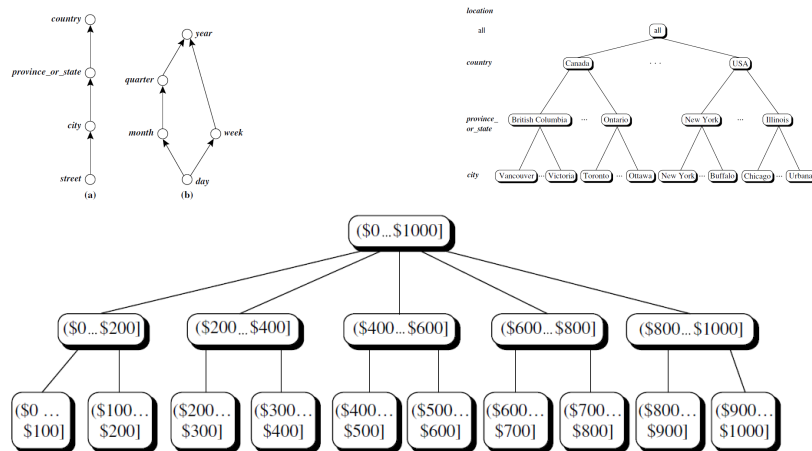 country
province_or_state
city
street
(a)
year
quarter
month
week
day
(b)
location
all
all
country
Canada
. . .
USA
province_
or_state
British Columbia
...
Ontario
New York
...
Illinois
city
Vancouver ... Victoria
Toronto ... Ottawa
New York ... Buffalo
Chicago ... Urbana
($0...$1000]
($0...$200]
($200...$400]
($400...$600]
($600...$800]
($800...$1000]
($0 ...
$100]
($100...
$200]
($200...
$300]
($300...
$400]
($400...
$500]
($500...
$600]
($600...
$700]
($700...
$800]
($800...
$900]
($900...
$1000]